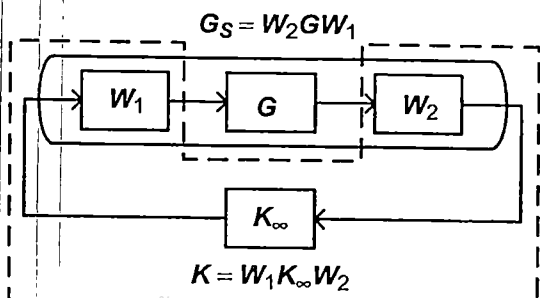 G_S = W_2GW_1
W_1 G W_2
K_∞
K = W_1K_∞W_2